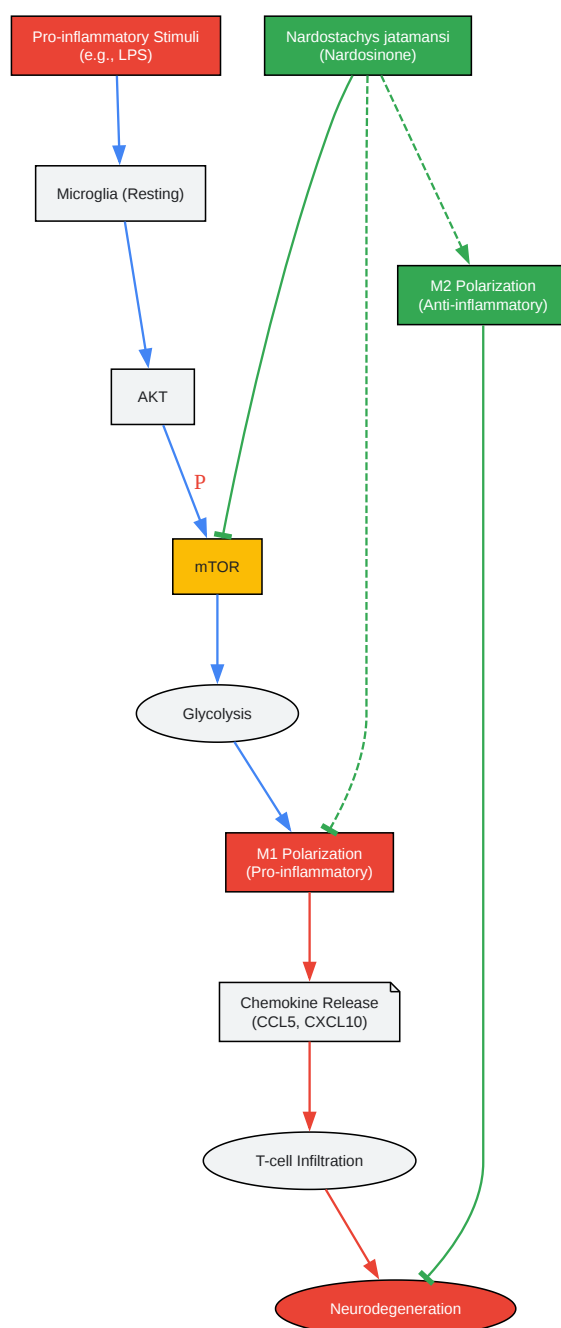 Pro-inflammatory Stimuli
(e.g., LPS)
Nardostachys jatamansi
(Nardosinone)
Microglia (Resting)
M2 Polarization
(Anti-inflammatory)
AKT
P
mTOR
Glycolysis
M1 Polarization
(Pro-inflammatory)
Chemokine Release
(CCL5, CXCL10)
T-cell Infiltration
Neurodegeneration